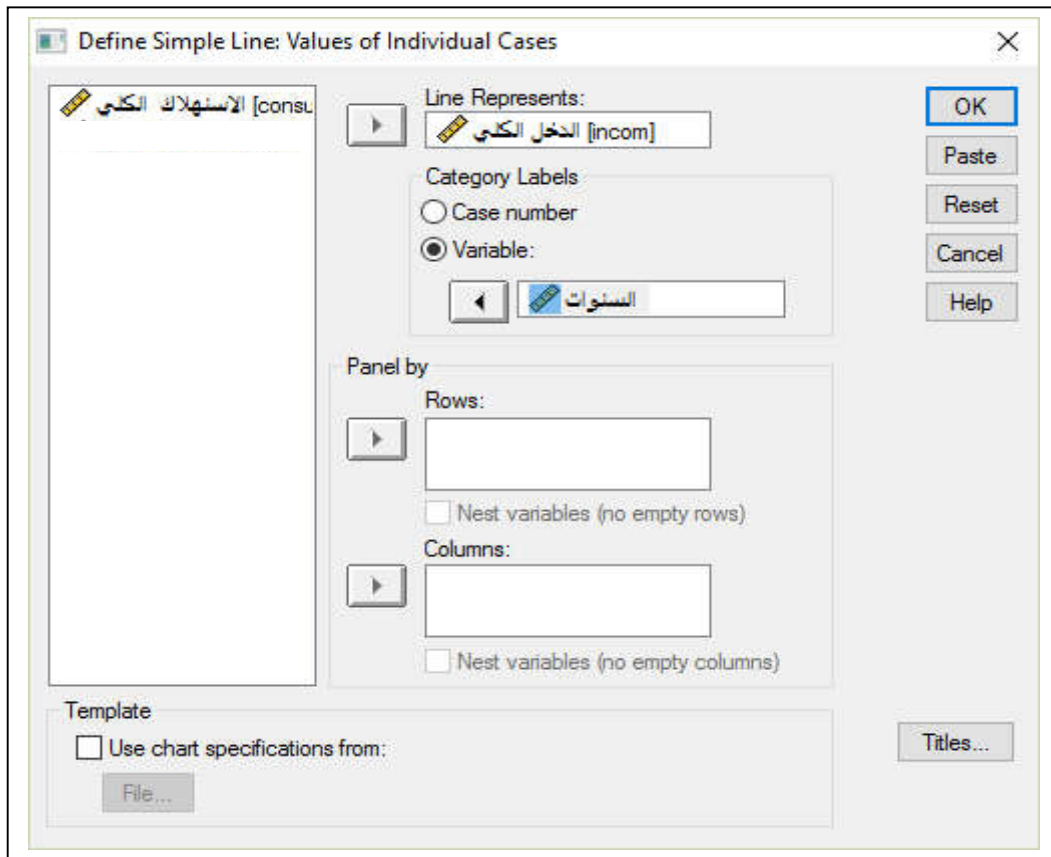 Define Simple Line: Values of Individual Cases
الاستهلاك الكلي [consu
Line Represents:
الدخل الكلي [incom]
Category Labels
Case number
Variable:
السنوات
Panel by
Rows:
Nest variables (no empty rows)
Columns:
Nest variables (no empty columns)
Template
Use chart specifications from:
File...
OK
Paste
Reset
Cancel
Help
Titles...